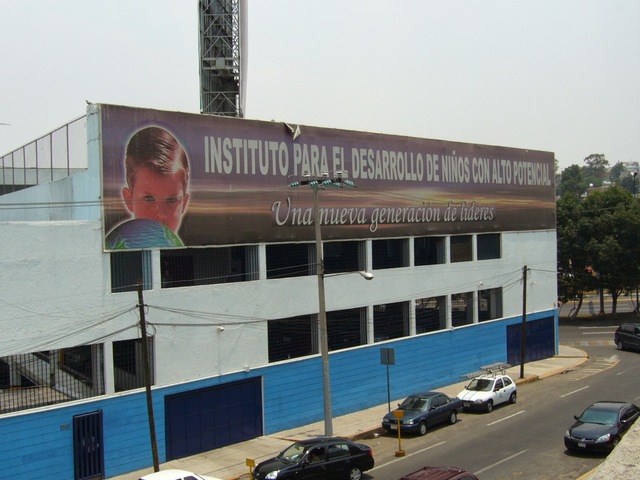 INSTITUTO PARA EL DESARROLLO DE NIÑOS CON ALTO POTENCIAL
Una nueva generación de líderes